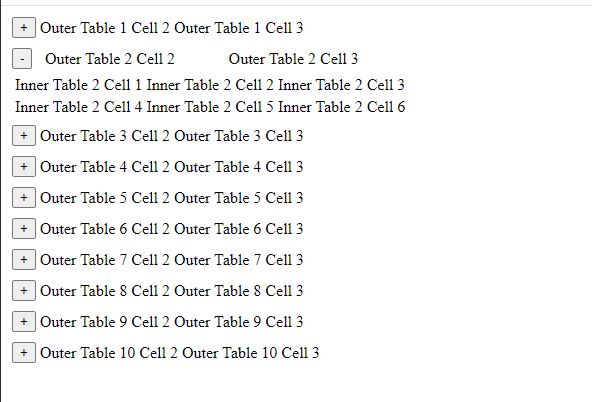 + Outer Table 1 Cell 2 Outer Table 1 Cell 3
- Outer Table 2 Cell 2 Outer Table 2 Cell 3
Inner Table 2 Cell 1 Inner Table 2 Cell 2 Inner Table 2 Cell 3
Inner Table 2 Cell 4 Inner Table 2 Cell 5 Inner Table 2 Cell 6
+ Outer Table 3 Cell 2 Outer Table 3 Cell 3
+ Outer Table 4 Cell 2 Outer Table 4 Cell 3
+ Outer Table 5 Cell 2 Outer Table 5 Cell 3
+ Outer Table 6 Cell 2 Outer Table 6 Cell 3
+ Outer Table 7 Cell 2 Outer Table 7 Cell 3
+ Outer Table 8 Cell 2 Outer Table 8 Cell 3
+ Outer Table 9 Cell 2 Outer Table 9 Cell 3
+ Outer Table 10 Cell 2 Outer Table 10 Cell 3